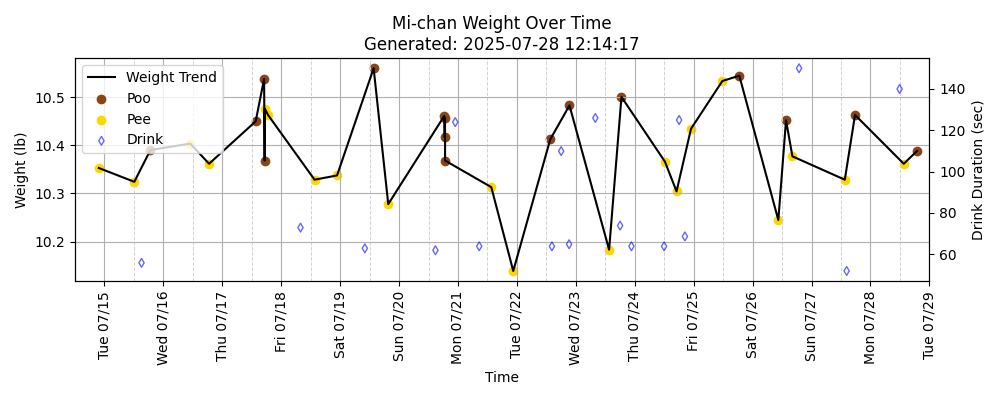 Mi-chan Weight Over Time
Generated: 2025-07-28 12:14:17
Weight Trend
Poo
Pee
Drink
Weight (lb)
10.5
10.4
10.3
10.2
140
120
100
80
60
Drink Duration (sec)
Tue 07/15
Wed 07/16
Thu 07/17
Fri 07/18
Sat 07/19
Sun 07/20
Mon 07/21
Tue 07/22
Wed 07/23
Thu 07/24
Fri 07/25
Sat 07/26
Sun 07/27
Mon 07/28
Tue 07/29
Time